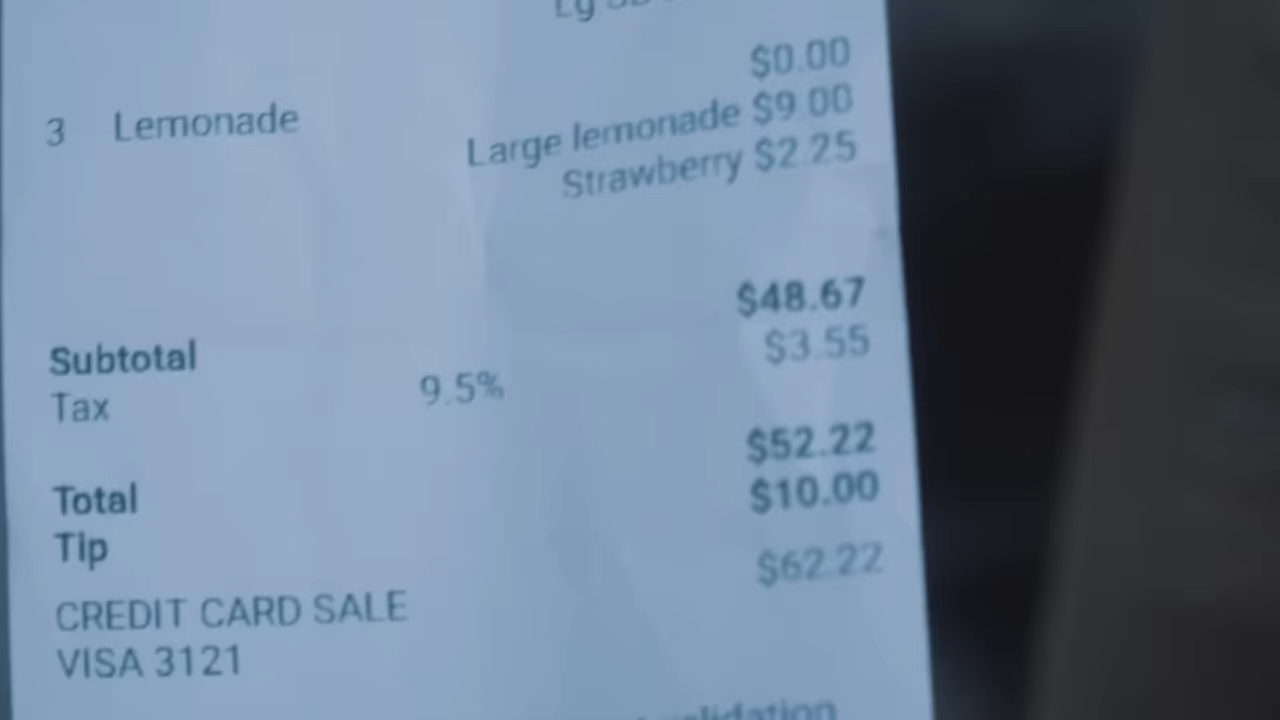 Lg
$0.00
3 Lemonade
Large lemonade $9.00
Strawberry $2.25
$48.67
Subtotal
$3.55
Tax 9.5%
$52.22
Total
$10.00
Tip
$62.22
CREDIT CARD SALE
VISA 3121